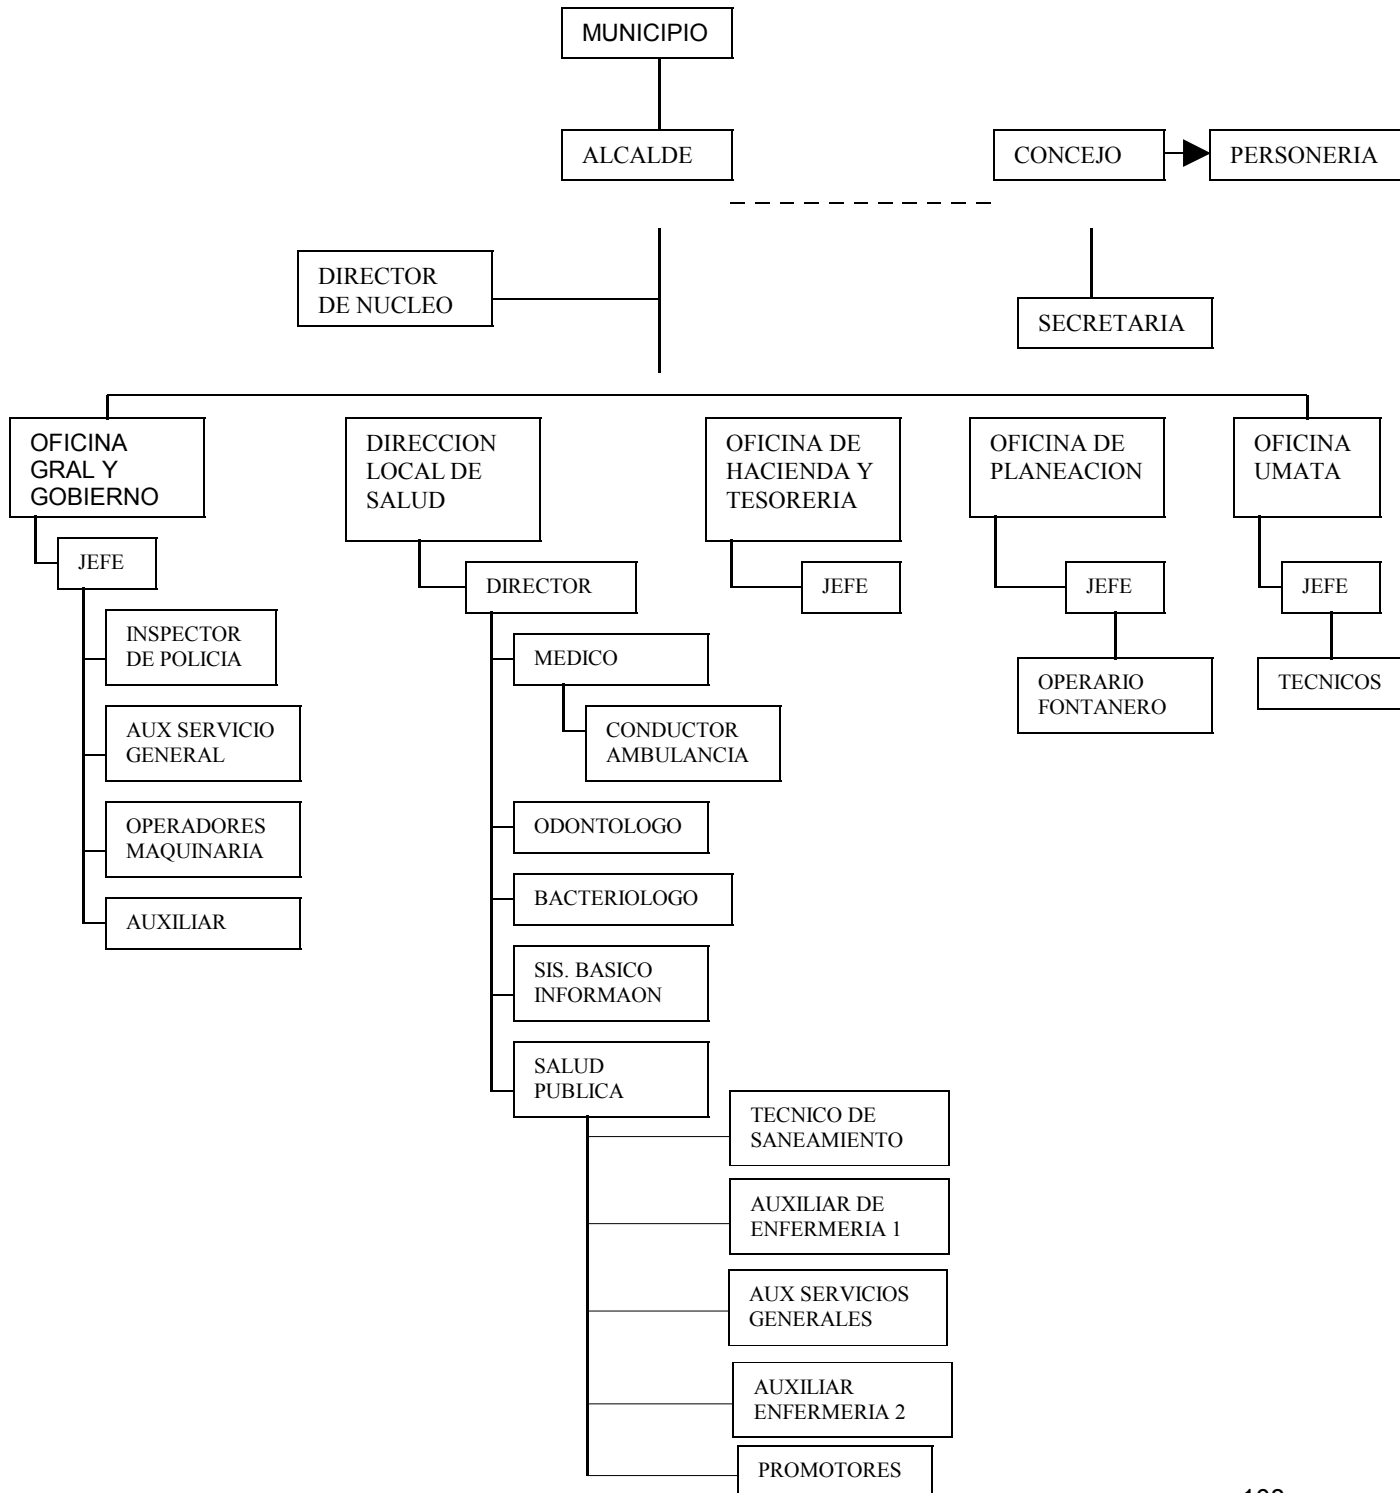 MUNICIPIO
ALCALDE
CONCEJO
PERSONERIA
DIRECTOR
DE NUCLEO
SECRETARIA
OFICINA
GRAL Y
GOBIERNO
JEFE
INSPECTOR
DE POLICIA
AUX SERVICIO
GENERAL
OPERADORES
MAQUINARIA
AUXILIAR
DIRECCION
LOCAL DE
SALUD
DIRECTOR
MEDICO
CONDUCTOR
AMBULANCIA
ODONTOLOGO
BACTERIOLOGO
SIS. BASICO
INFORMAON
SALUD
PUBLICA
TECNICO DE
SANEAMIENTO
AUXILIAR DE
ENFERMERIA 1
AUX SERVICIOS
GENERALES
AUXILIAR
ENFERMERIA 2
PROMOTORES
OFICINA DE
HACIENDA Y
TESORERIA
JEFE
OFICINA DE
PLANEACION
JEFE
OPERARIO
FONTANERO
OFICINA
UMATA
JEFE
TECNICOS